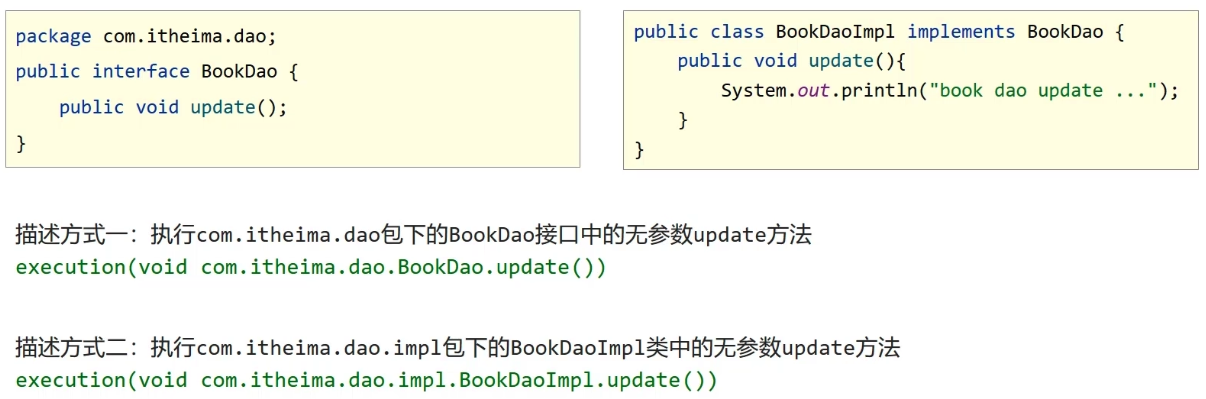 package com.itheima.dao;
public interface BookDao {
    public void update();
}
public class BookDaoImpl implements BookDao {
    public void update(){
        System.out.println("book dao update ...");
    }
}
描述方式一：执行com.itheima.dao包下的BookDao接口中的无参数update方法
execution(void com.itheima.dao.BookDao.update())
描述方式二：执行com.itheima.dao.impl包下的BookDaoImpl类中的无参数update方法
execution(void com.itheima.dao.impl.BookDaoImpl.update())